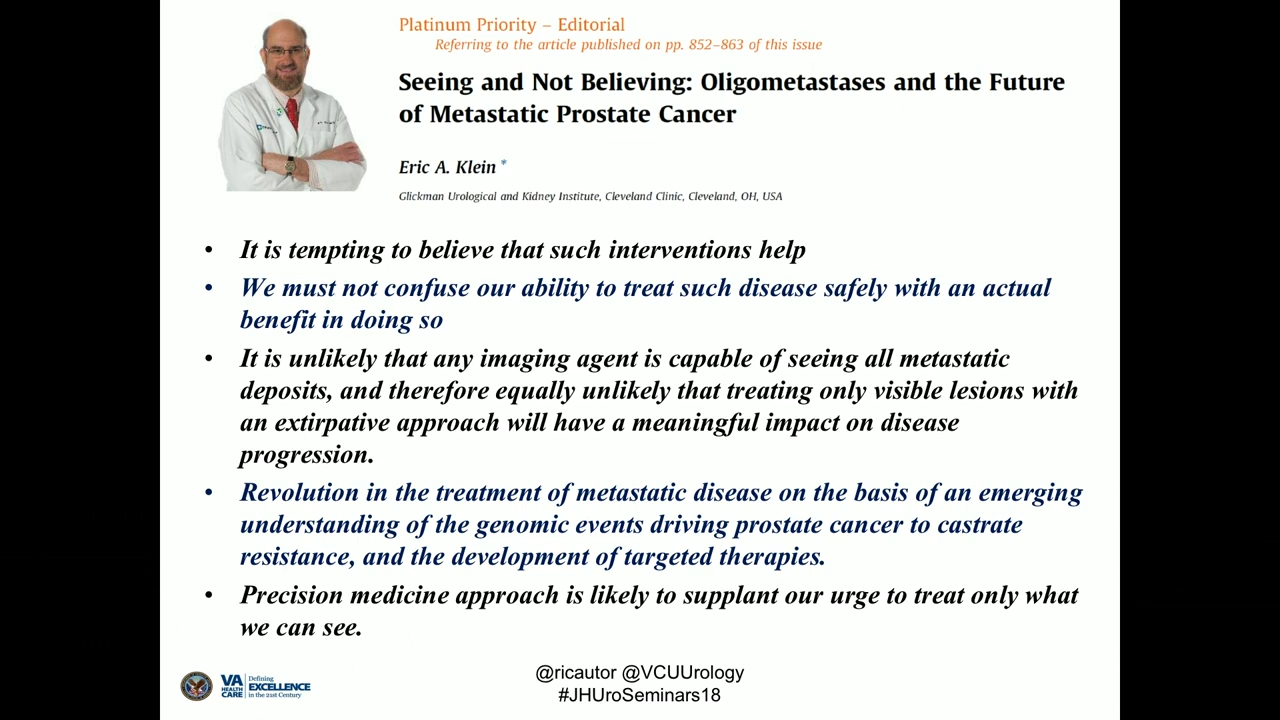 Platinum Priority – Editorial
Referring to the article published on pp. 852–863 of this issue
Seeing and Not Believing: Oligometastases and the Future
of Metastatic Prostate Cancer
Eric A. Klein *
Glickman Urological and Kidney Institute, Cleveland Clinic, Cleveland, OH, USA
• It is tempting to believe that such interventions help
• We must not confuse our ability to treat such disease safely with an actual
benefit in doing so
• It is unlikely that any imaging agent is capable of seeing all metastatic
deposits, and therefore equally unlikely that treating only visible lesions with
an extirpative approach will have a meaningful impact on disease
progression.
• Revolution in the treatment of metastatic disease on the basis of an emerging
understanding of the genomic events driving prostate cancer to castrate
resistance, and the development of targeted therapies.
• Precision medicine approach is likely to supplant our urge to treat only what
we can see.
VA
HEALTH
CARE
Defining
EXCELLENCE
in the 21st Century
@ricautor @VCUUrology
#JHUroSeminars18